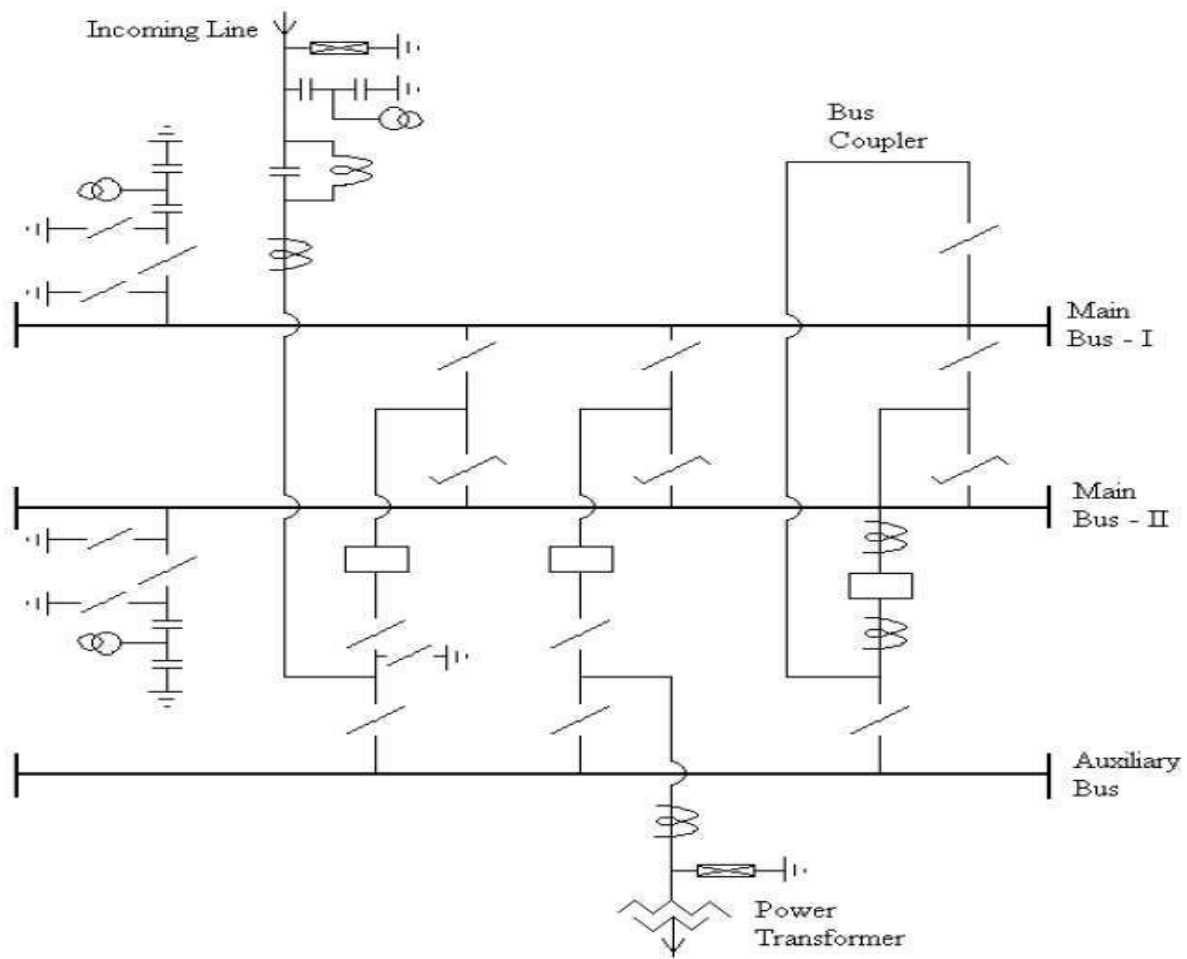 Incoming Line
Bus
Coupler
Main
Bus - I
Main
Bus - II
Auxiliary
Bus
Power
Transformer